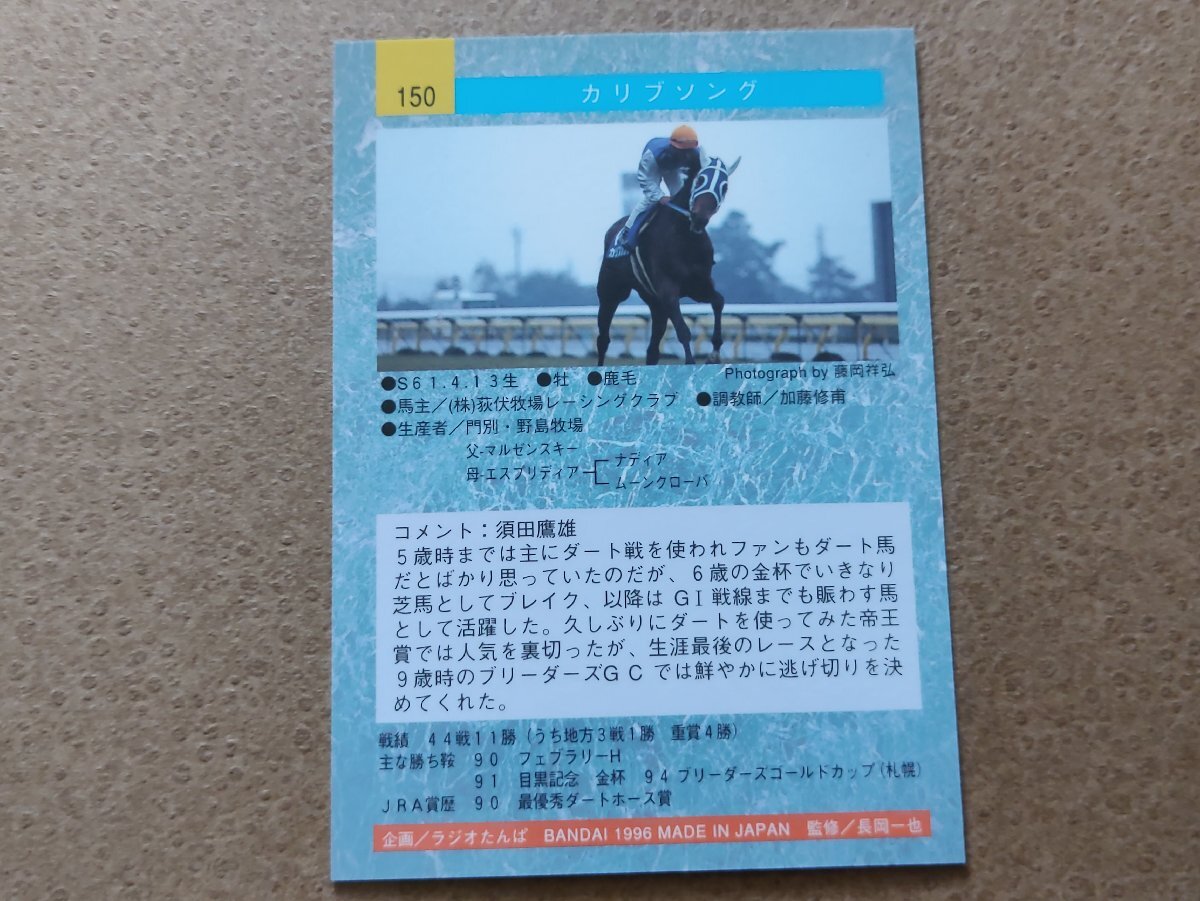 150
カリブソング
Photograph by 藤岡祥弘
●S61.4.13生 ●牡 ●鹿毛
●馬主／(株)荻伏牧場レーシングクラブ ●調教師／加藤修甫
●生産者／門別・野島牧場
父-マルゼンスキー
母-エスプリディアー ナディア
ムーンクローバ
コメント：須田鷹雄
5歳時までは主にダート戦を使われファンもダート馬
だとばかり思っていたのだが、6歳の金杯でいきなり
芝馬としてブレイク、以降はGⅠ戦線までも賑わす馬
として活躍した。久しぶりにダートを使ってみた帝王
賞では人気を裏切ったが、生涯最後のレースとなった
9歳時のブリーダーズGCでは鮮やかに逃げ切りを決
めてくれた。
戦績 44戦11勝（うち地方3戦1勝 重賞4勝）
主な勝ち鞍 90 フェブラリーH
91 目黒記念 金杯 94 ブリーダーズゴールドカップ（札幌）
JRA賞歴 90 最優秀ダートホース賞
企画／ラジオたんぱ BANDAI 1996 MADE IN JAPAN 監修／長岡一也